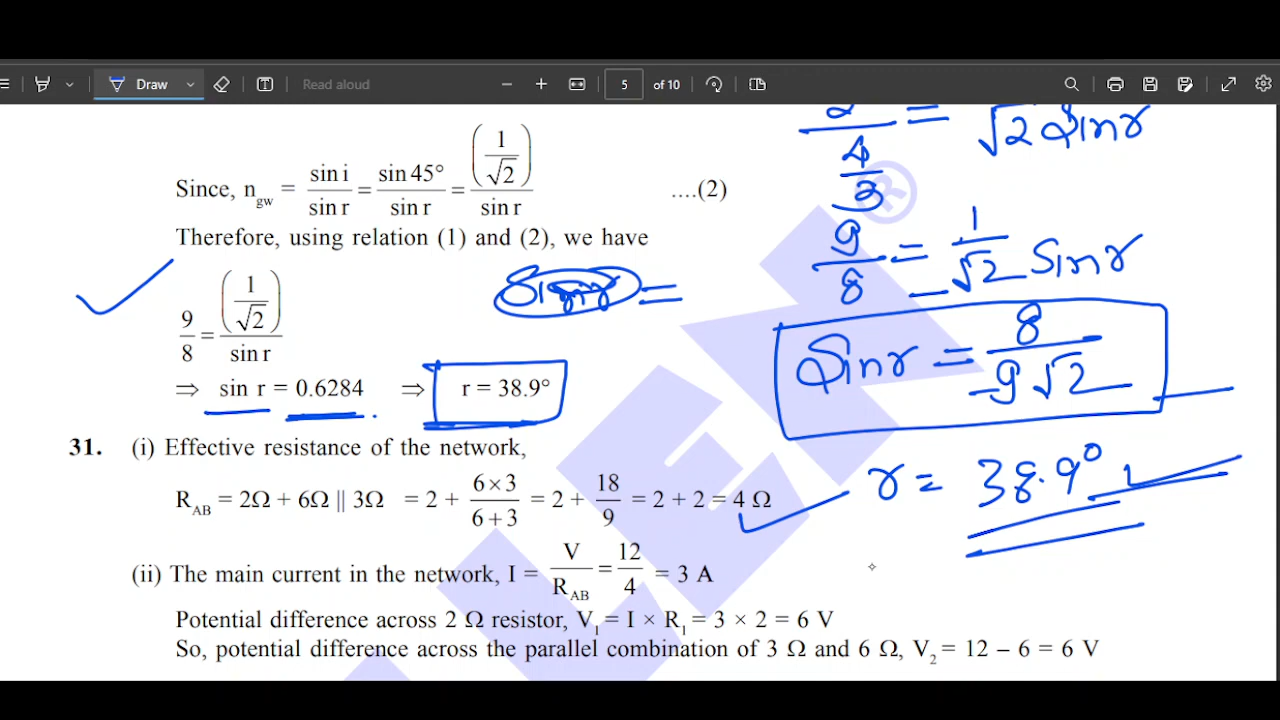 Draw
Read aloud
5 of 10
Since, n_gw = sin i / sin r = sin 45° / sin r = (1/√2) / sin r ....(2)
Therefore, using relation (1) and (2), we have
9/8 = (1/√2) / sin r
⇒ sin r = 0.6284 ⇒ r = 38.9°
31. (i) Effective resistance of the network,
R_AB = 2Ω + 6Ω || 3Ω = 2 + 6×3 / 6+3 = 2 + 18/9 = 2 + 2 = 4 Ω
(ii) The main current in the network, I = V / R_AB = 12/4 = 3 A
Potential difference across 2 Ω resistor, V₁ = I × R₁ = 3 × 2 = 6 V
So, potential difference across the parallel combination of 3 Ω and 6 Ω, V₂ = 12 – 6 = 6 V
= √2 Sinr
4/3
9/8 = 1/√2 Sinr
=
Sinr = 8 / 9√2
r = 38.9°
®